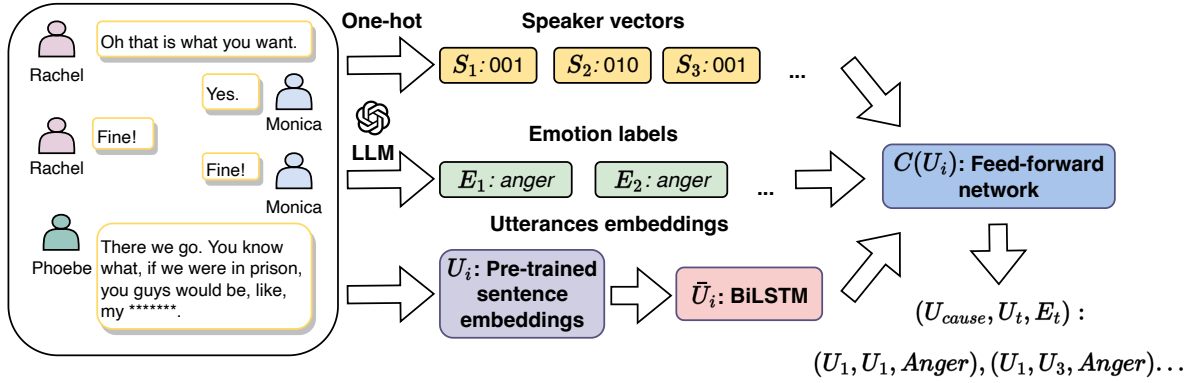 Oh that is what you want.
Rachel
Yes.
Monica
Fine!
Rachel
Fine!
Monica
There we go. You know
what, if we were in prison,
you guys would be, like,
my *******.
Phoebe
One-hot
Speaker vectors
S₁: 001
S₂: 010
S₃: 001
...
LLM
Emotion labels
E₁: anger
E₂: anger
...
Utterances embeddings
Uᵢ: Pre-trained
sentence
embeddings
Ūᵢ: BiLSTM
C(Uᵢ): Feed-forward
network
(U_cause, U_t, E_t) :
(U₁, U₁, Anger), (U₁, U₃, Anger)...